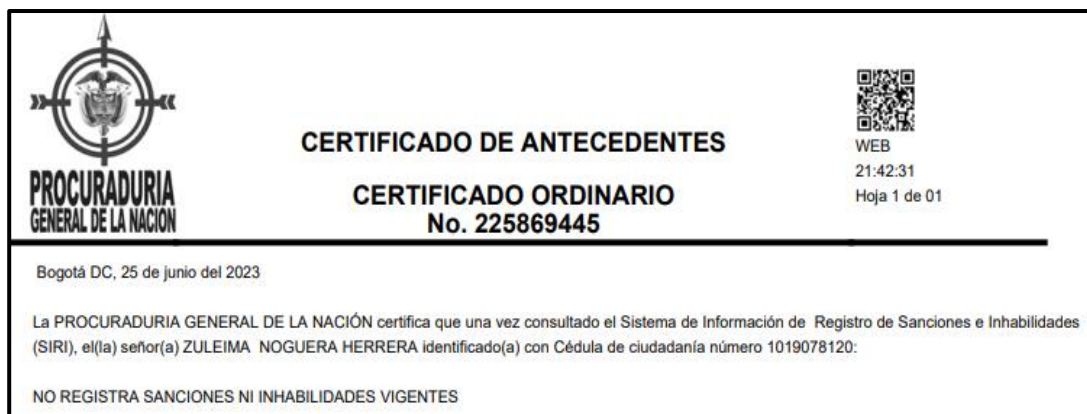 PROCURADURIA
GENERAL DE LA NACIÓN
CERTIFICADO DE ANTECEDENTES
CERTIFICADO ORDINARIO
No. 225869445
WEB
21:42:31
Hoja 1 de 01
Bogotá DC, 25 de junio del 2023
La PROCURADURIA GENERAL DE LA NACIÓN certifica que una vez consultado el Sistema de Información de Registro de Sanciones e Inhabilidades
(SIRI), el(la) señor(a) ZULEIMA NOGUERA HERRERA identificado(a) con Cédula de ciudadanía número 1019078120:
NO REGISTRA SANCIONES NI INHABILIDADES VIGENTES